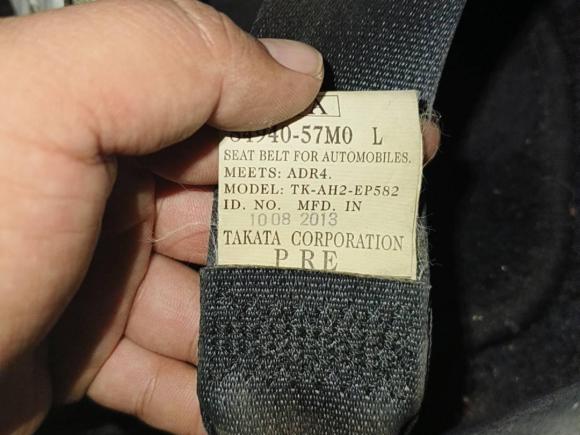 X
84940-57M0 L
SEAT BELT FOR AUTOMOBILES.
MEETS: ADR4.
MODEL: TK-AH2-EP582
ID. NO. MFD. IN
10 08 2013
TAKATA CORPORATION
PRE